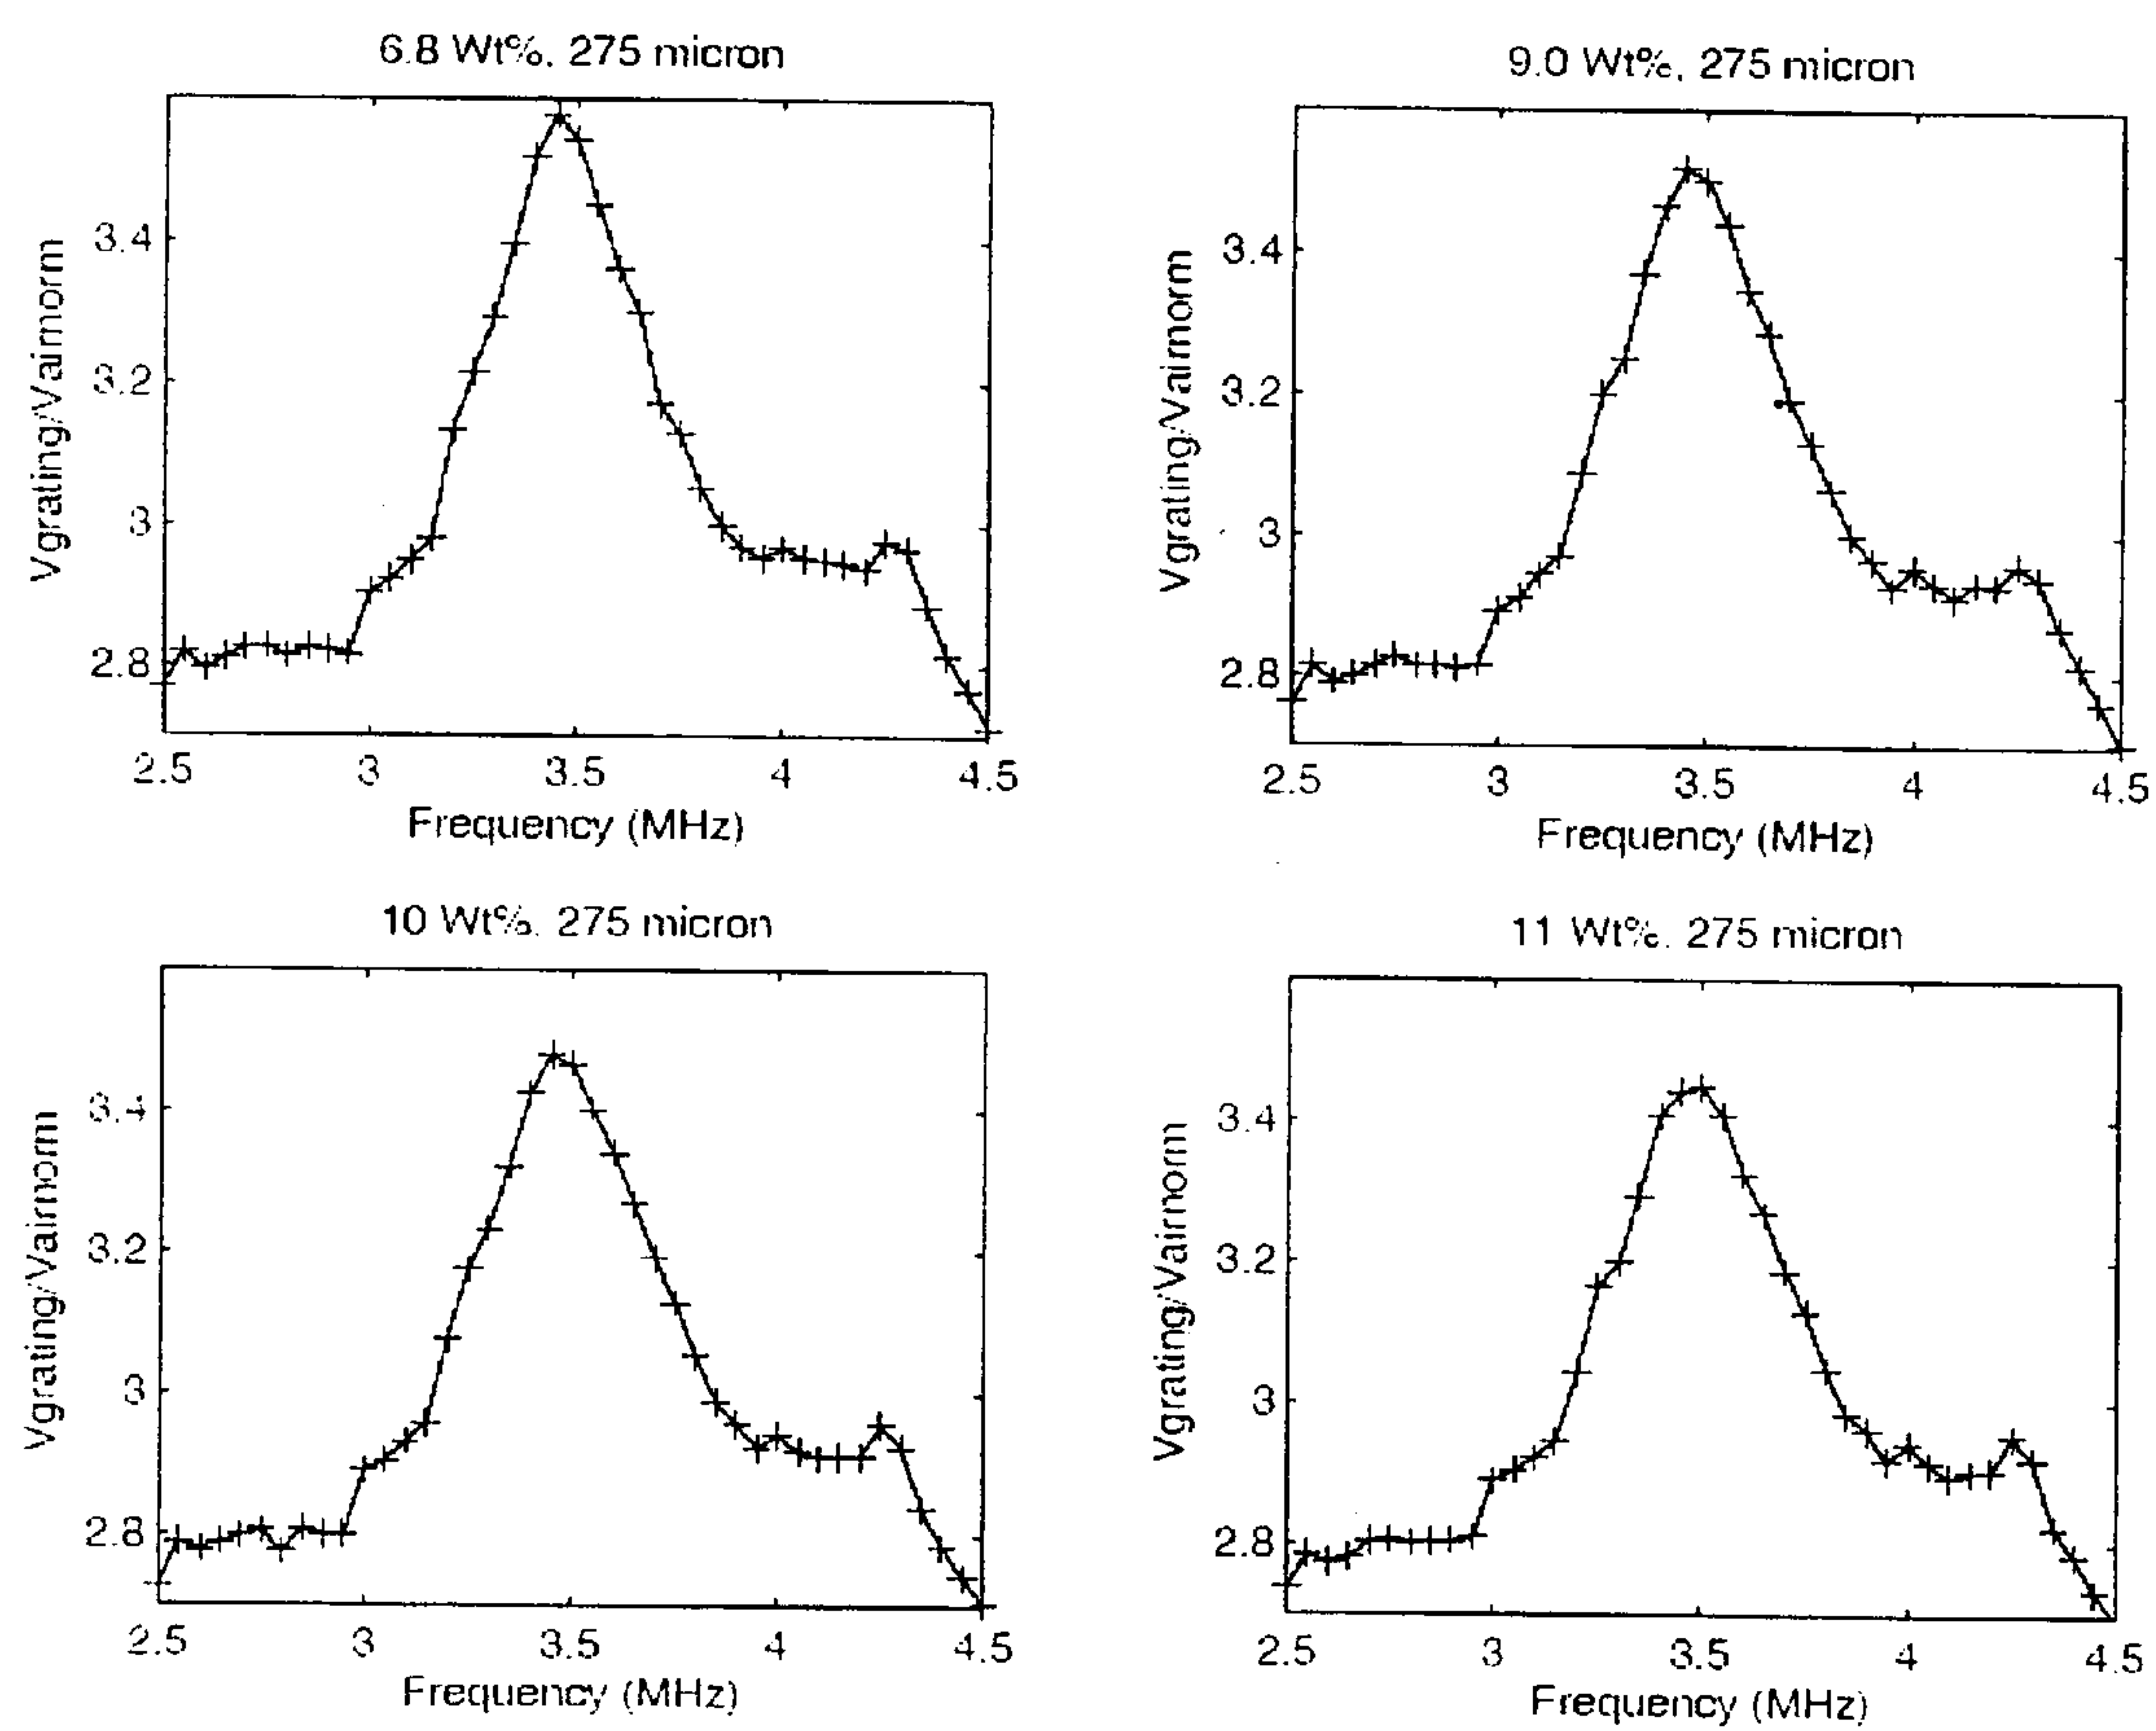 6.8 Wt%, 275 micron
Vgrating/Vairnorm
3.4
3.2
3
2.8
2.5 3 3.5 4 4.5
Frequency (MHz)
9.0 Wt%, 275 micron
Vgrating/Vairnorm
3.4
3.2
3
2.8
2.5 3 3.5 4 4.5
Frequency (MHz)
10 Wt%. 275 micron
Vgrating/Vairnorm
3.4
3.2
3
2.8
2.5 3 3.5 4 4.5
Frequency (MHz)
11 Wt%. 275 micron
Vgrating/Vairnorm
3.4
3.2
3
2.8
2.5 3 3.5 4 4.5
Frequency (MHz)